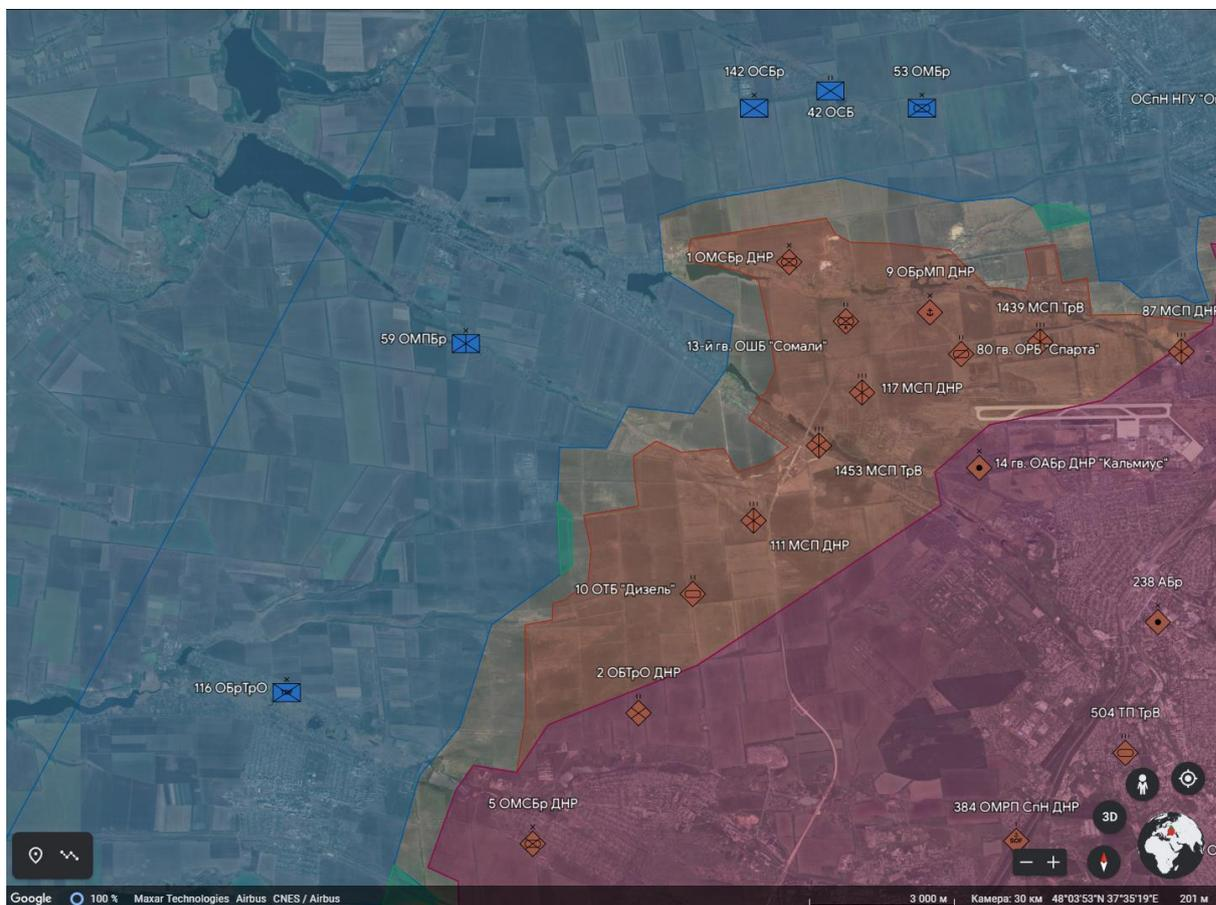 142 ОСБр
53 ОМБр
42 ОСБ
ОСпН НГУ "О
1 ОМСБр ДНР
9 ОБрМП ДНР
1439 МСП ТрВ
87 МСП ДН
59 ОМПБр
13-й гв. ОШБ "Сомали"
80 гв. ОРБ "Спарта"
117 МСП ДНР
1453 МСП ТрВ
14 гв. ОАБр ДНР "Кальмиус"
111 МСП ДНР
10 ОТБ "Дизель"
238 АБр
2 ОБТрО ДНР
116 ОБрТрО
504 ТП ТрВ
5 ОМСБр ДНР
384 ОМРП СпН ДНР
SOF
3D
Google 100 % Maxar Technologies Airbus CNES / Airbus 3 000 м Камера: 30 км 48°03'53"N 37°35'19"E 201 м